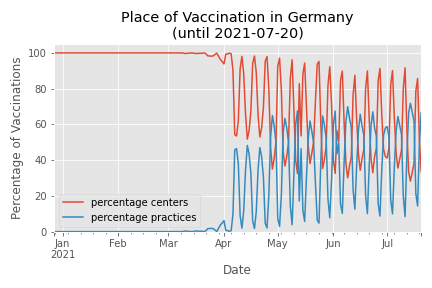 Place of Vaccination in Germany
(until 2021-07-20)
Percentage of Vaccinations
100
80
60
40
20
0
percentage centers
percentage practices
Jan Feb Mar Apr May Jun Jul
2021
Date